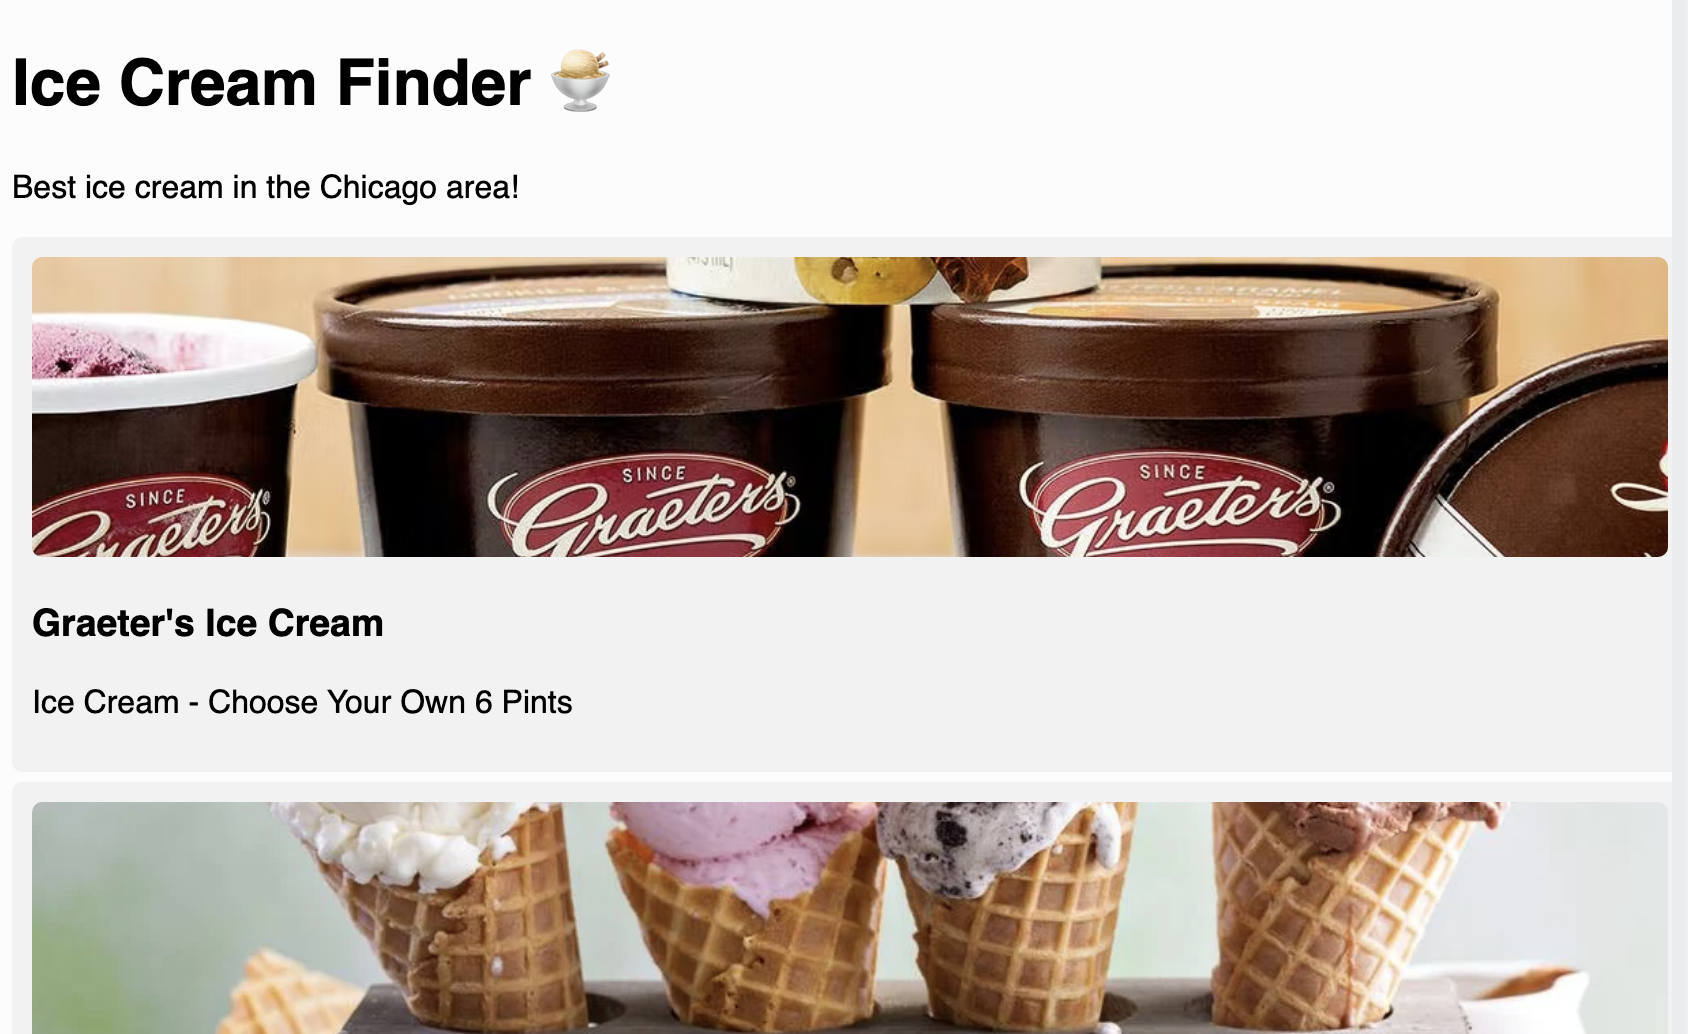 Ice Cream Finder 🍨
Best ice cream in the Chicago area!
SINCE
Graeter's®
SINCE
Graeter's®
SINCE
Graeter's®
Graeter's Ice Cream
Ice Cream - Choose Your Own 6 Pints